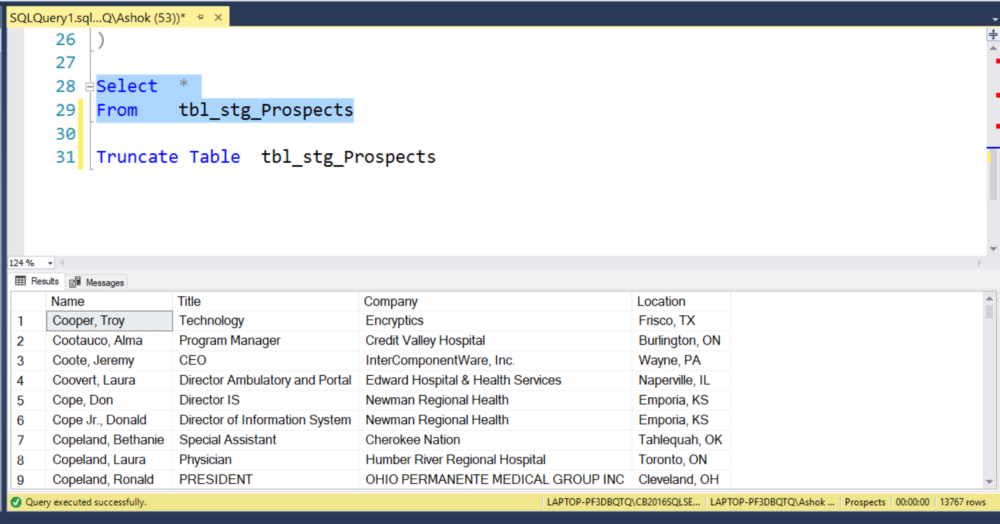 SQLQuery1.sql...Q\Ashok (53))*
26 )
27
28 Select *
29 From tbl_stg_Prospects
30
31 Truncate Table tbl_stg_Prospects
124 %
Results Messages
Name Title Company Location
1 Cooper, Troy Technology Encryptics Frisco, TX
2 Cootauco, Alma Program Manager Credit Valley Hospital Burlington, ON
3 Coote, Jeremy CEO InterComponentWare, Inc. Wayne, PA
4 Coovert, Laura Director Ambulatory and Portal Edward Hospital & Health Services Naperville, IL
5 Cope, Don Director IS Newman Regional Health Emporia, KS
6 Cope Jr., Donald Director of Information System Newman Regional Health Emporia, KS
7 Copeland, Bethanie Special Assistant Cherokee Nation Tahlequah, OK
8 Copeland, Laura Physician Humber River Regional Hospital Toronto, ON
9 Copeland, Ronald PRESIDENT OHIO PERMANENTE MEDICAL GROUP INC Cleveland, OH
Query executed successfully. LAPTOP-PF3DBQTQ\CB2016SQLSE... LAPTOP-PF3DBQTQ\Ashok ... Prospects 00:00:00 13767 rows